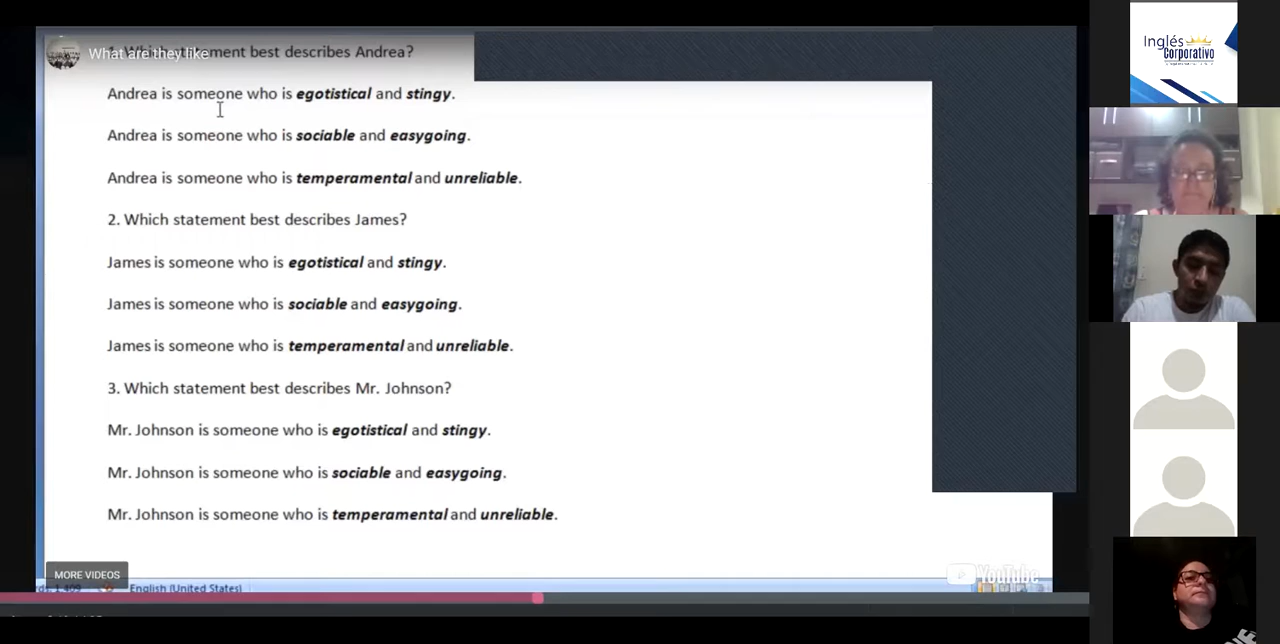 1. Which statement best describes Andrea?
What are they like
Andrea is someone who is egotistical and stingy.
Andrea is someone who is sociable and easygoing.
Andrea is someone who is temperamental and unreliable.
2. Which statement best describes James?
James is someone who is egotistical and stingy.
James is someone who is sociable and easygoing.
James is someone who is temperamental and unreliable.
3. Which statement best describes Mr. Johnson?
Mr. Johnson is someone who is egotistical and stingy.
Mr. Johnson is someone who is sociable and easygoing.
Mr. Johnson is someone who is temperamental and unreliable.
MORE VIDEOS
English (United States)
YouTube
Inglés
Corporativo